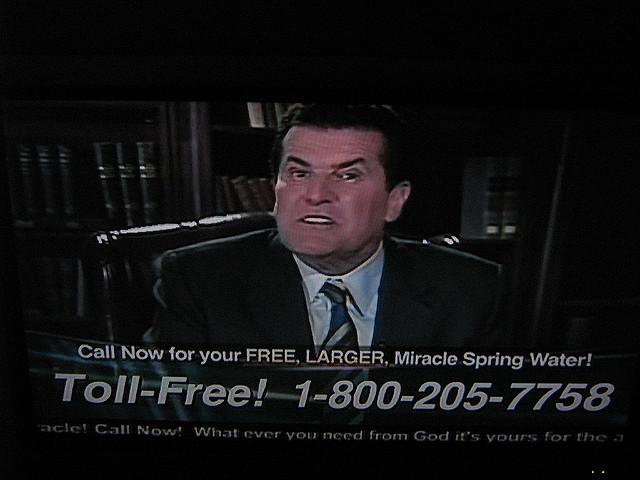 Call Now for your FREE, LARGER, Miracle Spring Water!
Toll-Free! 1-800-205-7758
acle! Call Now! What ever you need from God it's yours for the a